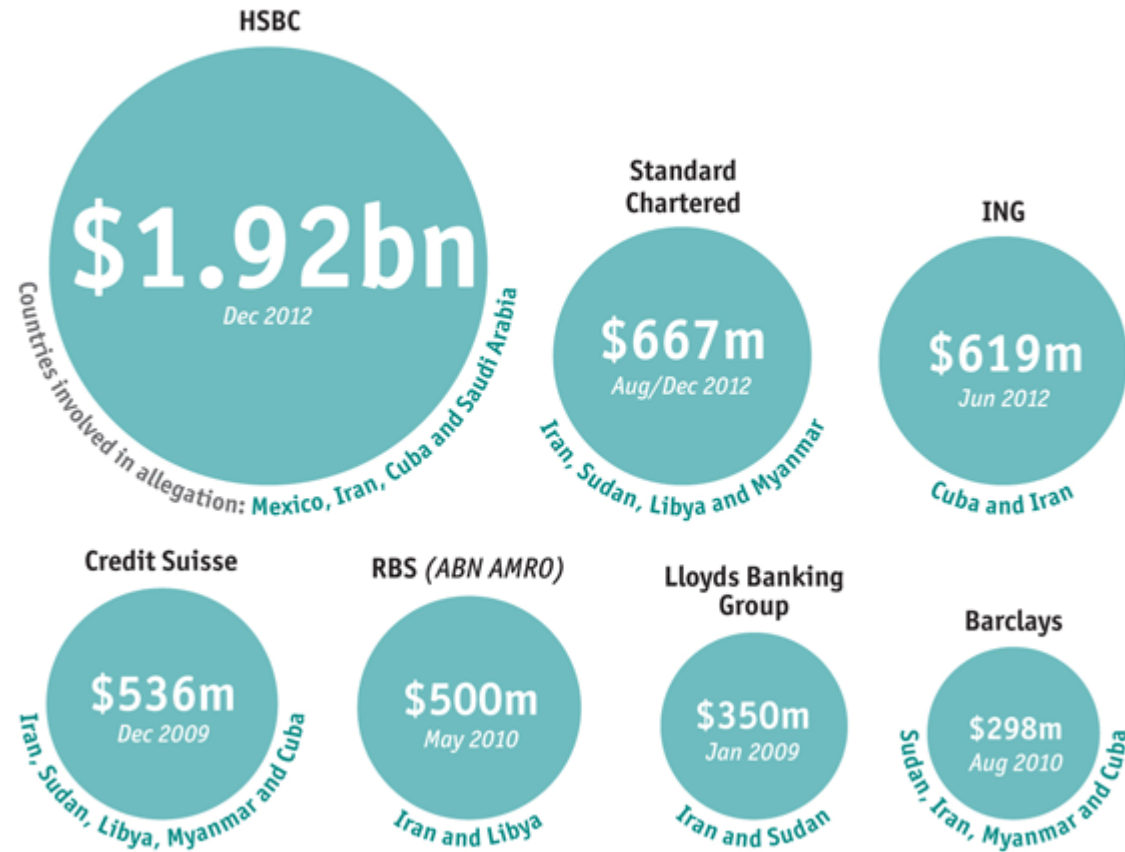 HSBC
$1.92bn
Dec 2012
Countries involved in allegation: Mexico, Iran, Cuba and Saudi Arabia
Standard
Chartered
$667m
Aug/Dec 2012
Iran, Sudan, Libya and Myanmar
ING
$619m
Jun 2012
Cuba and Iran
Credit Suisse
$536m
Dec 2009
Iran, Sudan, Libya, Myanmar and Cuba
RBS (ABN AMRO)
$500m
May 2010
Iran and Libya
Lloyds Banking
Group
$350m
Jan 2009
Iran and Sudan
Barclays
$298m
Aug 2010
Sudan, Iran, Myanmar and Cuba